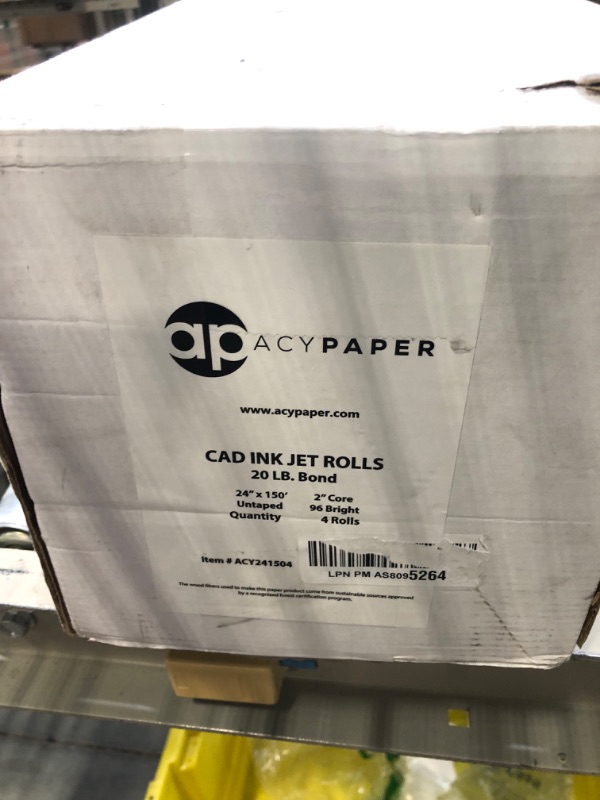 ap ACYPAPER
www.acypaper.com
CAD INK JET ROLLS
20 LB. Bond
24" x 150' 2" Core
Untaped 96 Bright
Quantity 4 Rolls
Item # ACY241504
LPN PM AS8095264
The wood fibers used to make this paper product come from sustainable sources approved
by a recognized forest certification program.